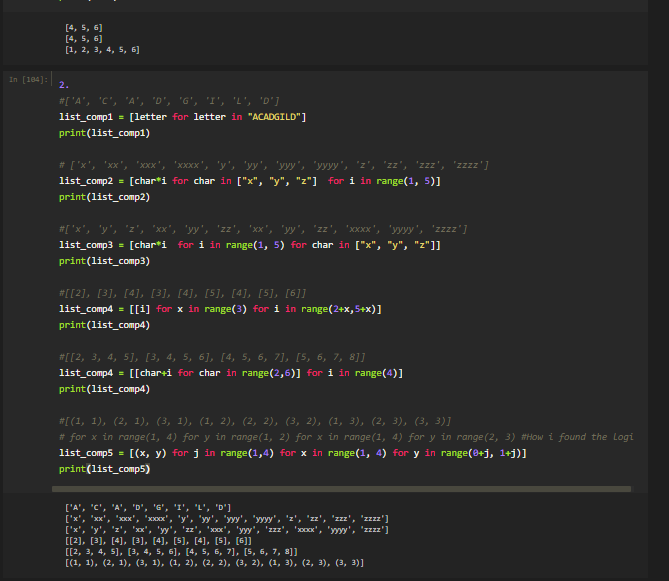 [4, 5, 6]
[4, 5, 6]
[1, 2, 3, 4, 5, 6]
In [104]:
2.
#['A', 'C', 'A', 'D', 'G', 'I', 'L', 'D']
list_comp1 = [letter for letter in "ACADGILD"]
print(list_comp1)
# ['x', 'xx', 'xxx', 'xxxx', 'y', 'yy', 'yyy', 'yyyy', 'z', 'zz', 'zzz', 'zzzz']
list_comp2 = [char*i for char in ["x", "y", "z"]  for i in range(1, 5)]
print(list_comp2)
#['x', 'y', 'z', 'xx', 'yy', 'zz', 'xx', 'yy', 'zz', 'xxxx', 'yyyy', 'zzzz']
list_comp3 = [char*i  for i in range(1, 5) for char in ["x", "y", "z"]]
print(list_comp3)
#[[2], [3], [4], [3], [4], [5], [4], [5], [6]]
list_comp4 = [[i] for x in range(3) for i in range(2+x,5+x)]
print(list_comp4)
#[[2, 3, 4, 5], [3, 4, 5, 6], [4, 5, 6, 7], [5, 6, 7, 8]]
list_comp4 = [[char+i for char in range(2,6)] for i in range(4)]
print(list_comp4)
#[(1, 1), (2, 1), (3, 1), (1, 2), (2, 2), (3, 2), (1, 3), (2, 3), (3, 3)]
# for x in range(1, 4) for y in range(1, 2) for x in range(1, 4) for y in range(2, 3) #How i found the logi
list_comp5 = [(x, y) for j in range(1,4) for x in range(1, 4) for y in range(0+j, 1+j)]
print(list_comp5)
['A', 'C', 'A', 'D', 'G', 'I', 'L', 'D']
['x', 'xx', 'xxx', 'xxxx', 'y', 'yy', 'yyy', 'yyyy', 'z', 'zz', 'zzz', 'zzzz']
['x', 'y', 'z', 'xx', 'yy', 'zz', 'xxx', 'yyy', 'zzz', 'xxxx', 'yyyy', 'zzzz']
[[2], [3], [4], [3], [4], [5], [4], [5], [6]]
[[2, 3, 4, 5], [3, 4, 5, 6], [4, 5, 6, 7], [5, 6, 7, 8]]
[(1, 1), (2, 1), (3, 1), (1, 2), (2, 2), (3, 2), (1, 3), (2, 3), (3, 3)]